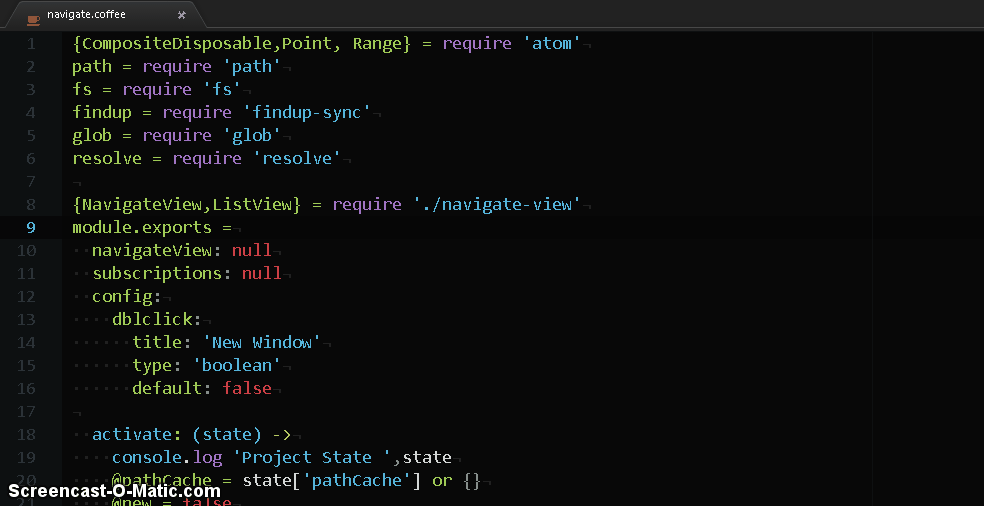 navigate.coffee ×
1 {CompositeDisposable,Point, Range} = require 'atom'¬
2 path = require 'path'¬
3 fs = require 'fs'¬
4 findup = require 'findup-sync'¬
5 glob = require 'glob'¬
6 resolve = require 'resolve'¬
7 ¬
8 {NavigateView,ListView} = require './navigate-view'¬
9 module.exports =¬
10 ··navigateView: null¬
11 ··subscriptions: null¬
12 ··config:¬
13 ····dblclick:¬
14 ······title: 'New Window'¬
15 ······type: 'boolean'¬
16 ······default: false¬
17 ¬
18 ··activate: (state) ->¬
19 ····console.log 'Project State ',state¬
20 ····@pathCache = state['pathCache'] or {}¬
21 ····@new = false¬
Screencast-O-Matic.com